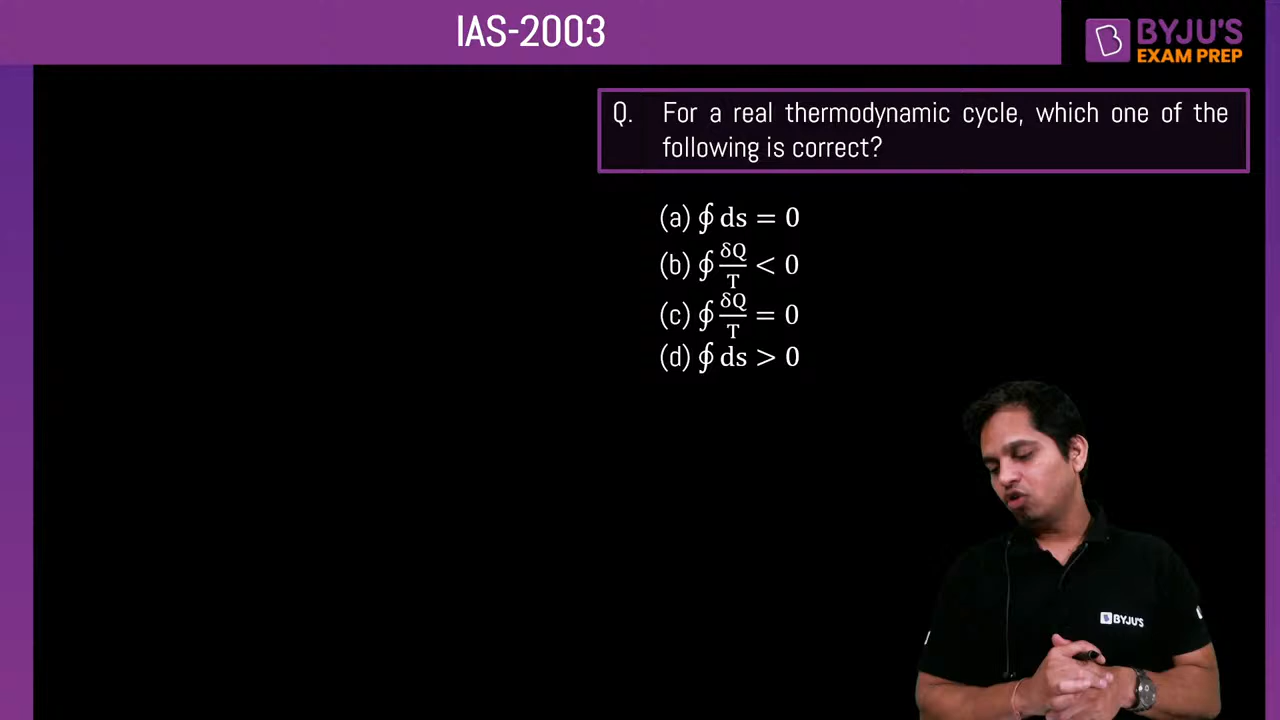 IAS-2003
BYJU'S
EXAM PREP
Q. For a real thermodynamic cycle, which one of the
following is correct?
(a) ∮ ds = 0
(b) ∮ δQ/T < 0
(c) ∮ δQ/T = 0
(d) ∮ ds > 0
BYJU'S